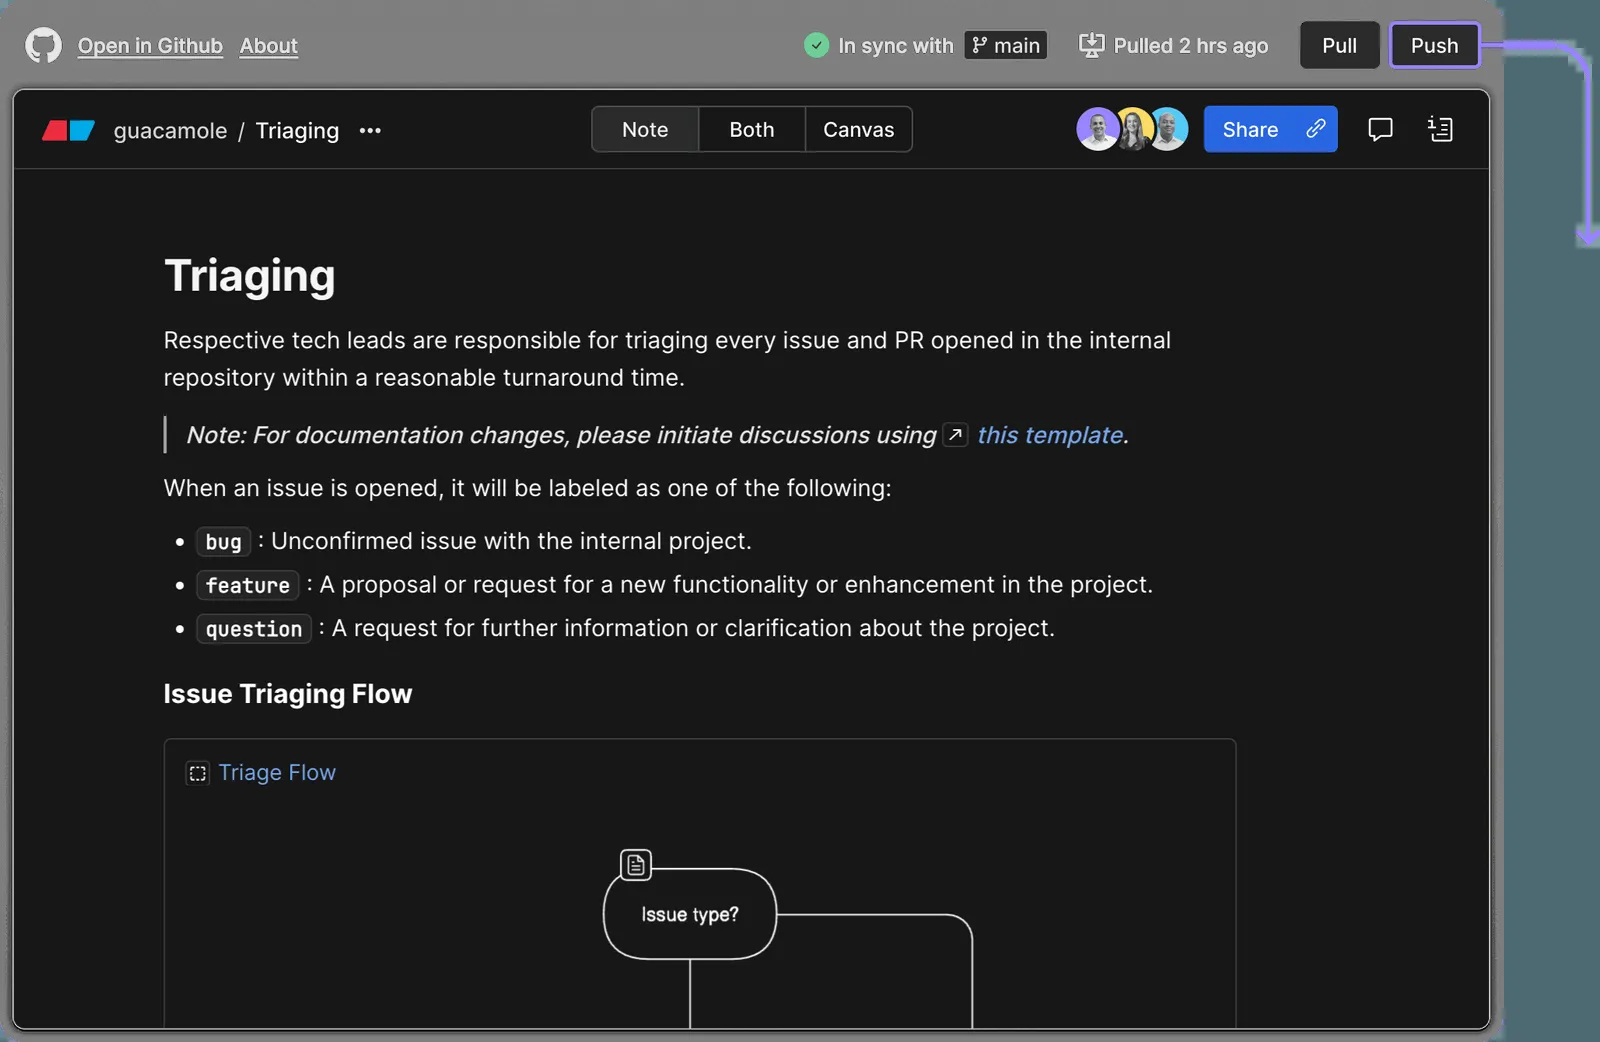 Open in Github About
In sync with main Pulled 2 hrs ago Pull Push
guacamole / Triaging ••• Note Both Canvas Share
Triaging
Respective tech leads are responsible for triaging every issue and PR opened in the internal
repository within a reasonable turnaround time.
Note: For documentation changes, please initiate discussions using this template.
When an issue is opened, it will be labeled as one of the following:
• bug : Unconfirmed issue with the internal project.
• feature : A proposal or request for a new functionality or enhancement in the project.
• question : A request for further information or clarification about the project.
Issue Triaging Flow
Triage Flow
Issue type?